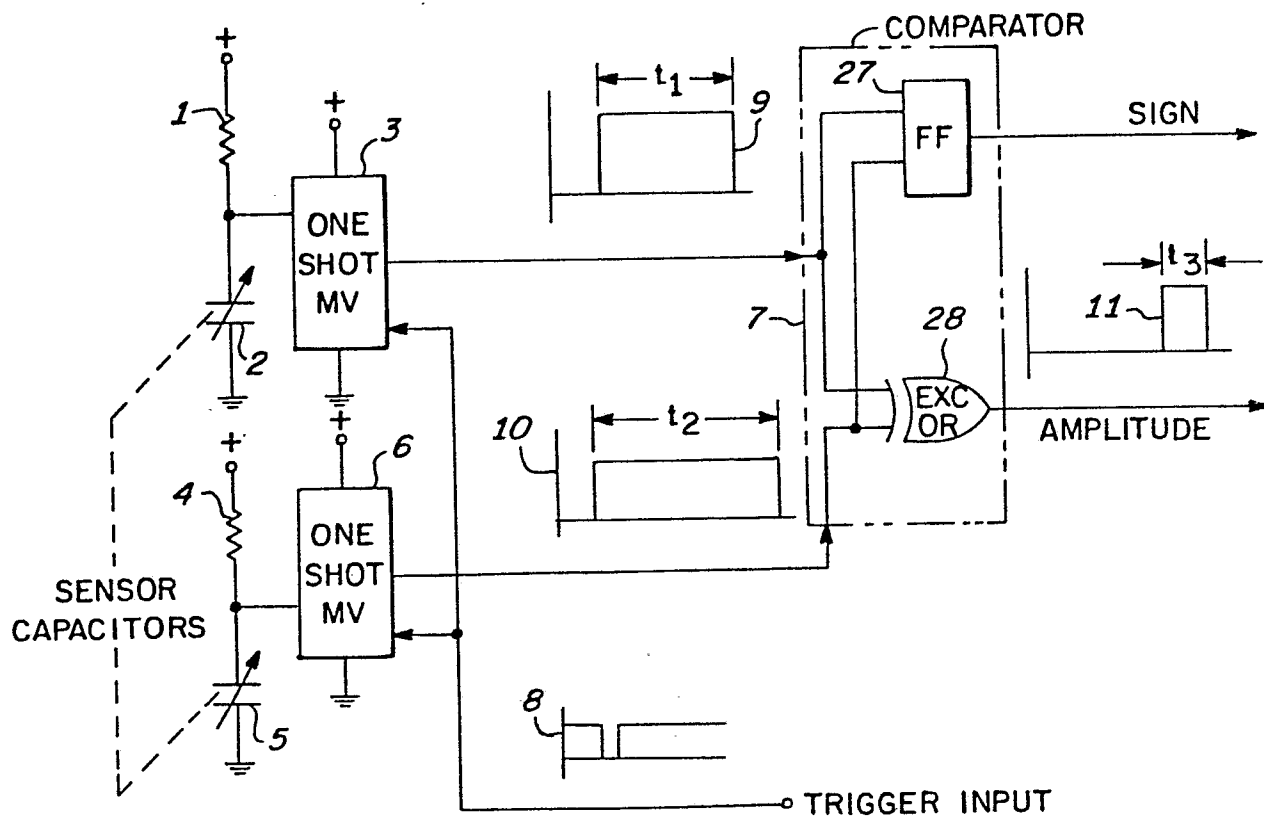 COMPARATOR
+
27
t1
1
+
9
FF
SIGN
3
ONE
SHOT
MV
t3
7
28
11
2
EXC
OR
+
+
t2
10
AMPLITUDE
6
4
ONE
SHOT
MV
SENSOR
CAPACITORS
8
5
TRIGGER INPUT